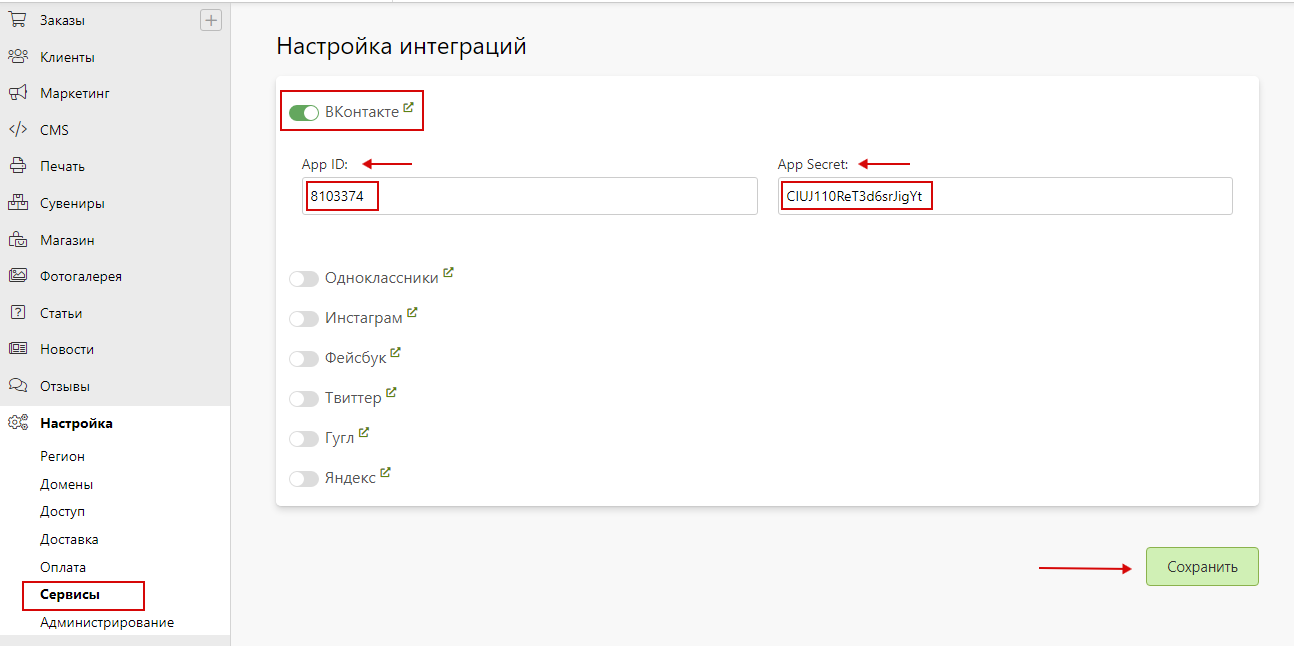 Заказы
Клиенты
Маркетинг
CMS
Печать
Сувениры
Магазин
Фотогалерея
Статьи
Новости
Отзывы
Настройка
Регион
Домены
Доступ
Доставка
Оплата
Сервисы
Администрирование
Настройка интеграций
ВКонтакте
App ID:
App Secret:
8103374
CIUJ110ReT3d6srJigYt
Одноклассники
Инстаграм
Фейсбук
Твиттер
Гугл
Яндекс
Сохранить